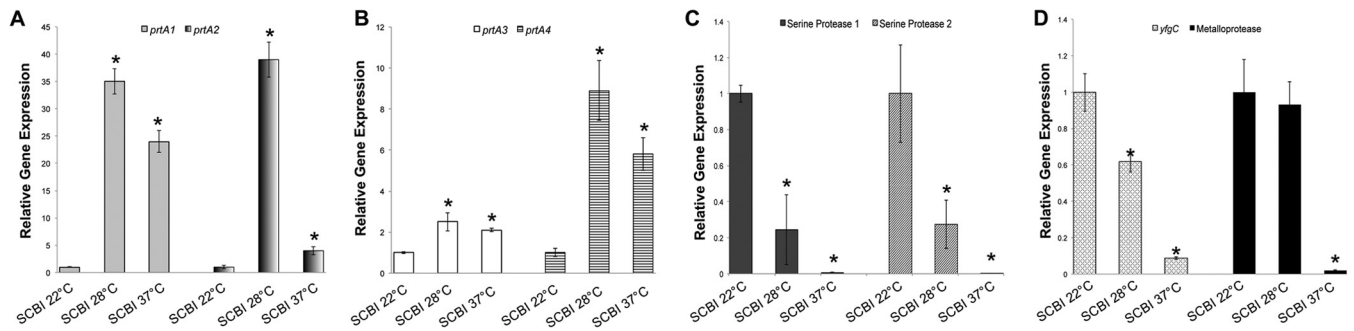 A
prtA1 prtA2
Relative Gene Expression
45
40
35
30
25
20
15
10
5
0
* * * *
SCBI 22°C SCBI 28°C SCBI 37°C SCBI 22°C SCBI 28°C SCBI 37°C
B
prtA3 prtA4
Relative Gene Expression
12
10
8
6
4
2
0
* * * *
SCBI 22°C SCBI 28°C SCBI 37°C SCBI 22°C SCBI 28°C SCBI 37°C
C
Serine Protease 1 Serine Protease 2
Relative Gene Expression
1.4
1.2
1
0.8
0.6
0.4
0.2
0
* * * *
SCBI 22°C SCBI 28°C SCBI 37°C SCBI 22°C SCBI 28°C SCBI 37°C
D
yfgC Metalloprotease
Relative Gene Expression
1.4
1.2
1
0.8
0.6
0.4
0.2
0
* * *
SCBI 22°C SCBI 28°C SCBI 37°C SCBI 22°C SCBI 28°C SCBI 37°C